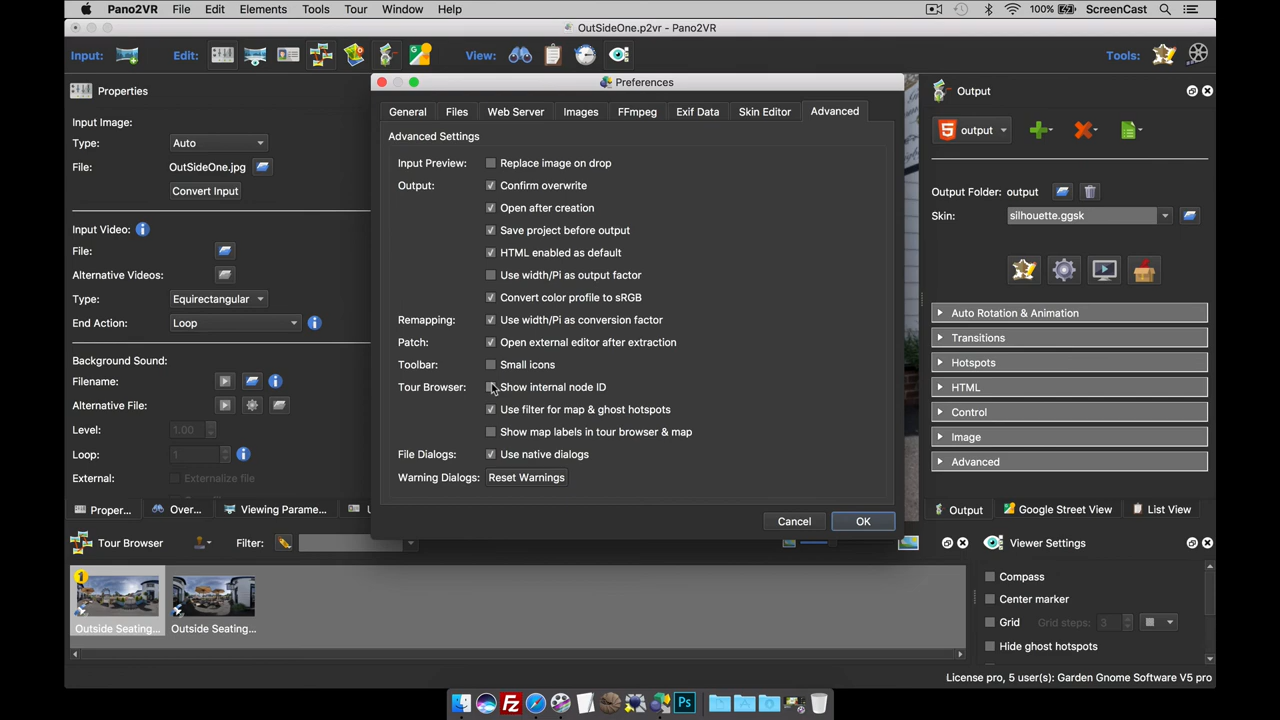 Pano2VR File Edit Elements Tools Tour Window Help 100% ScreenCast
OutSideOne.p2vr - Pano2VR
Input: Edit: View: Tools:
Properties
Input Image:
Type: Auto
File: OutSideOne.jpg
Convert Input
Input Video:
File:
Alternative Videos:
Type: Equirectangular
End Action: Loop
Background Sound:
Filename:
Alternative File:
Level: 1.00
Loop: 1
External: Externalize file
Proper... Over... Viewing Parame...
Preferences
General Files Web Server Images FFmpeg Exif Data Skin Editor Advanced
Advanced Settings
Input Preview: Replace image on drop
Output: Confirm overwrite
Open after creation
Save project before output
HTML enabled as default
Use width/Pi as output factor
Convert color profile to sRGB
Remapping: Use width/Pi as conversion factor
Patch: Open external editor after extraction
Toolbar: Small icons
Tour Browser: Show internal node ID
Use filter for map & ghost hotspots
Show map labels in tour browser & map
File Dialogs: Use native dialogs
Warning Dialogs: Reset Warnings
Cancel OK
Output
5 output
Output Folder: output
Skin: silhouette.ggsk
Auto Rotation & Animation
Transitions
Hotspots
HTML
Control
Image
Advanced
Output Google Street View List View
Tour Browser Filter:
1
Outside Seating... Outside Seating...
Viewer Settings
Compass
Center marker
Grid Grid steps: 3
Hide ghost hotspots
License pro, 5 user(s): Garden Gnome Software V5 pro
Fz Ps